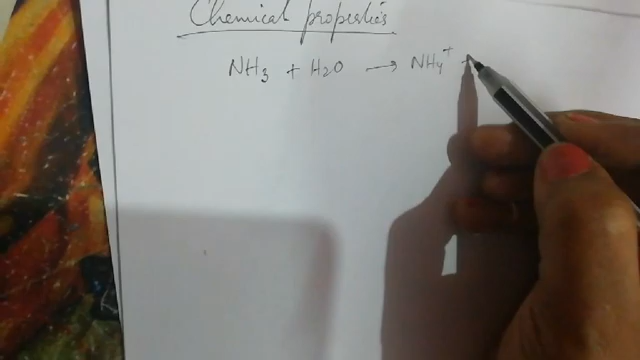 Chemical properties
NH3 + H2O → NH4+ +